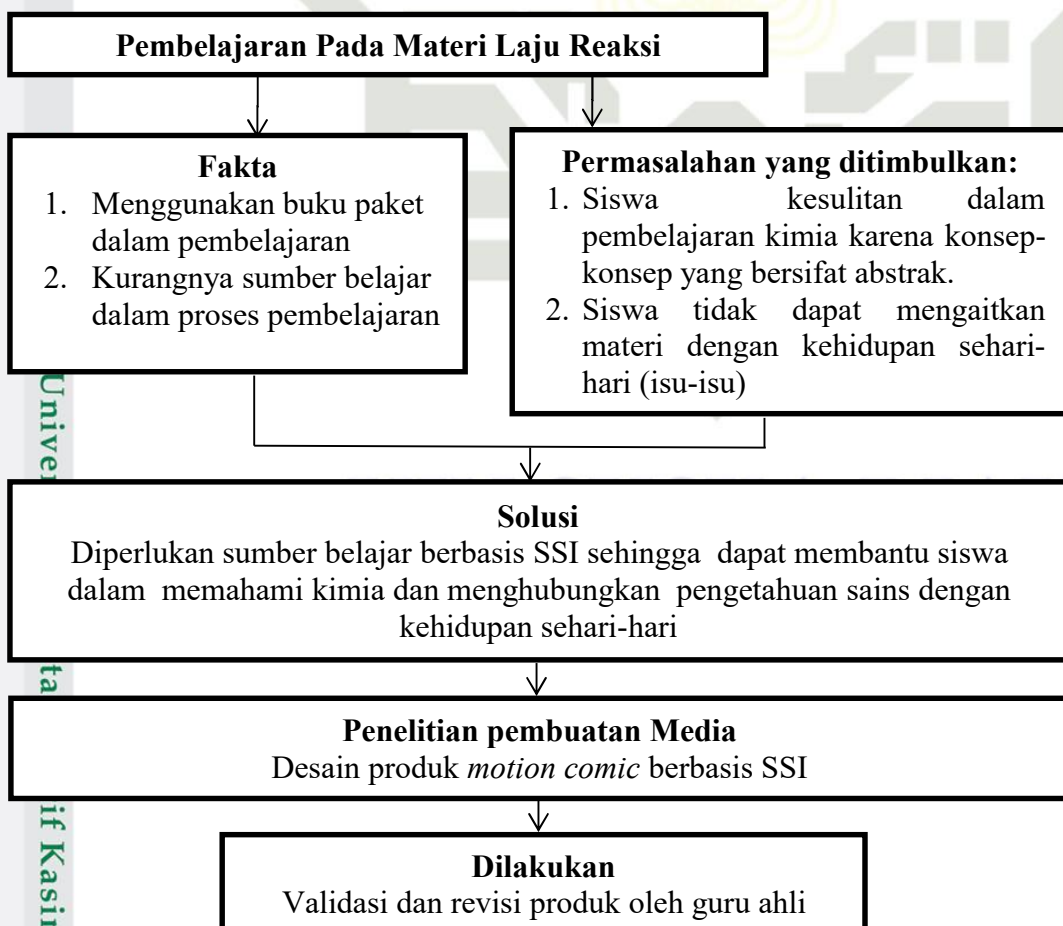 Pembelajaran Pada Materi Laju Reaksi
Fakta
1. Menggunakan buku paket
dalam pembelajaran
2. Kurangnya sumber belajar
dalam proses pembelajaran
Permasalahan yang ditimbulkan:
1. Siswa kesulitan dalam
pembelajaran kimia karena konsep-
konsep yang bersifat abstrak.
2. Siswa tidak dapat mengaitkan
materi dengan kehidupan sehari-
hari (isu-isu)
Solusi
Diperlukan sumber belajar berbasis SSI sehingga dapat membantu siswa
dalam memahami kimia dan menghubungkan pengetahuan sains dengan
kehidupan sehari-hari
Penelitian pembuatan Media
Desain produk motion comic berbasis SSI
Dilakukan
Validasi dan revisi produk oleh guru ahli